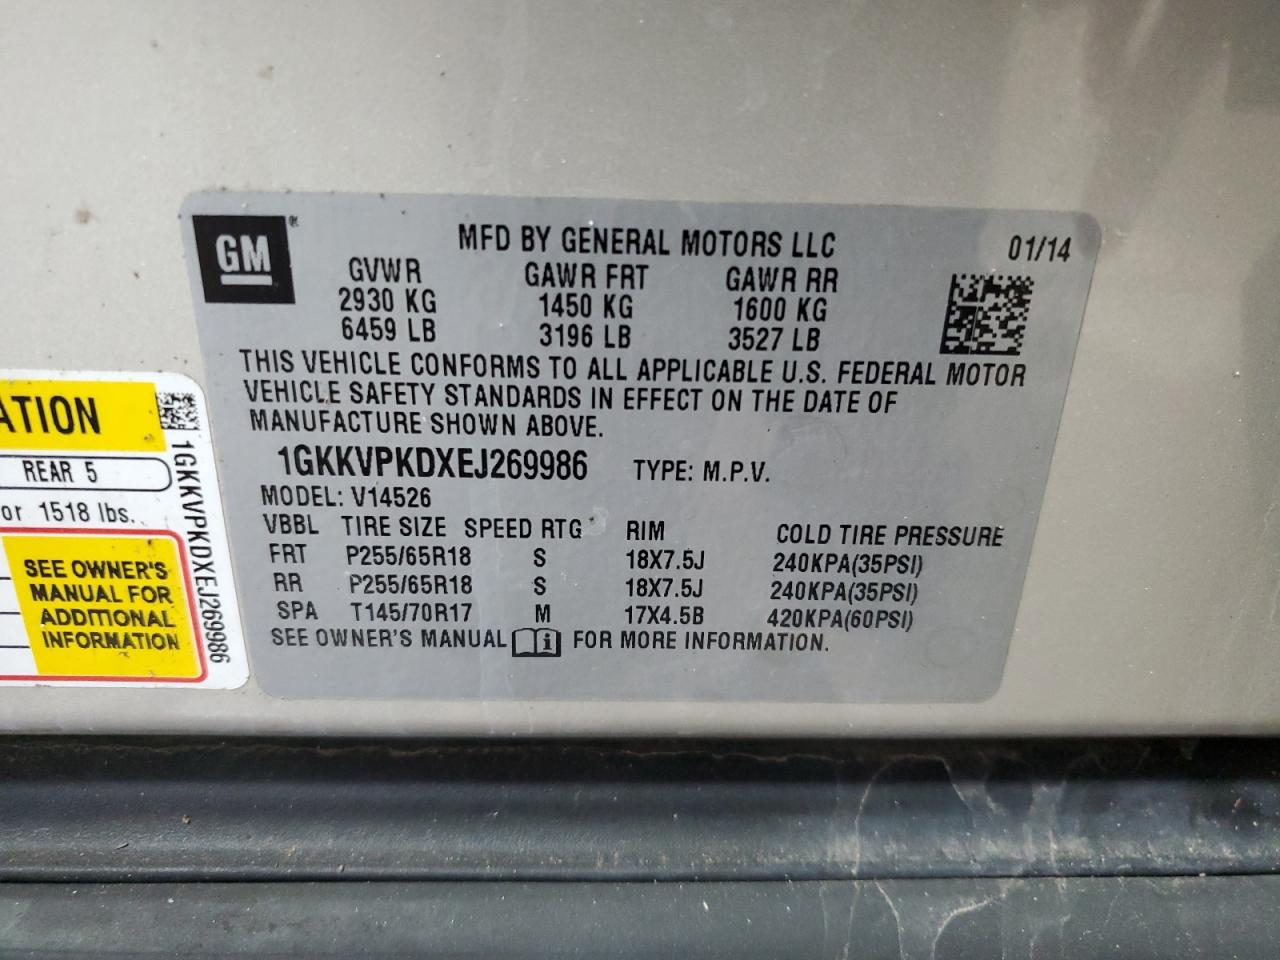 GM
MFD BY GENERAL MOTORS LLC 01/14
GVWR GAWR FRT GAWR RR
2930 KG 1450 KG 1600 KG
6459 LB 3196 LB 3527 LB
THIS VEHICLE CONFORMS TO ALL APPLICABLE U.S. FEDERAL MOTOR
VEHICLE SAFETY STANDARDS IN EFFECT ON THE DATE OF
MANUFACTURE SHOWN ABOVE.
1GKKVPKDXEJ269986 TYPE: M.P.V.
MODEL: V14526
VBBL TIRE SIZE SPEED RTG RIM COLD TIRE PRESSURE
FRT P255/65R18 S 18X7.5J 240KPA(35PSI)
RR P255/65R18 S 18X7.5J 240KPA(35PSI)
SPA T145/70R17 M 17X4.5B 420KPA(60PSI)
SEE OWNER'S MANUAL i FOR MORE INFORMATION.
ATION
REAR 5
or 1518 lbs.
SEE OWNER'S
MANUAL FOR
ADDITIONAL
INFORMATION
1GKKVPKDXEJ269986